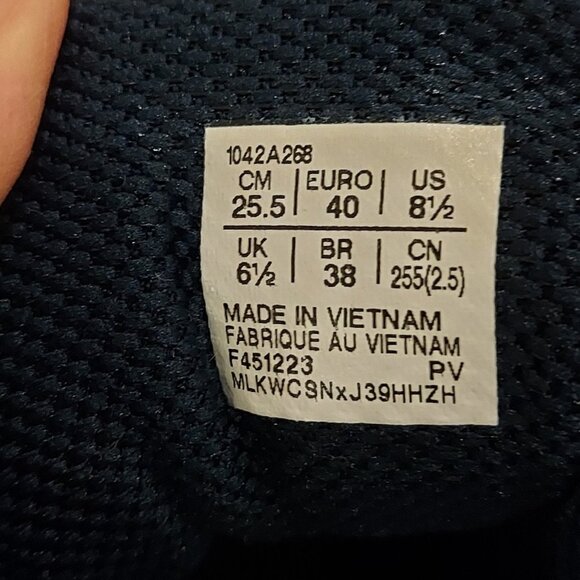 1042A268
CM | EURO | US
25.5 | 40 | 8½
UK | BR | CN
6½ | 38 | 255(2.5)
MADE IN VIETNAM
FABRIQUE AU VIETNAM
F451223 PV
MLKWCSNxJ39HHZH